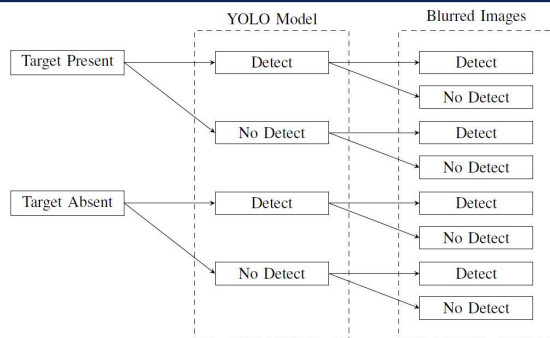 YOLO Model
Blurred Images
Target Present
Detect
Detect
No Detect
No Detect
Detect
No Detect
Target Absent
Detect
Detect
No Detect
No Detect
Detect
No Detect